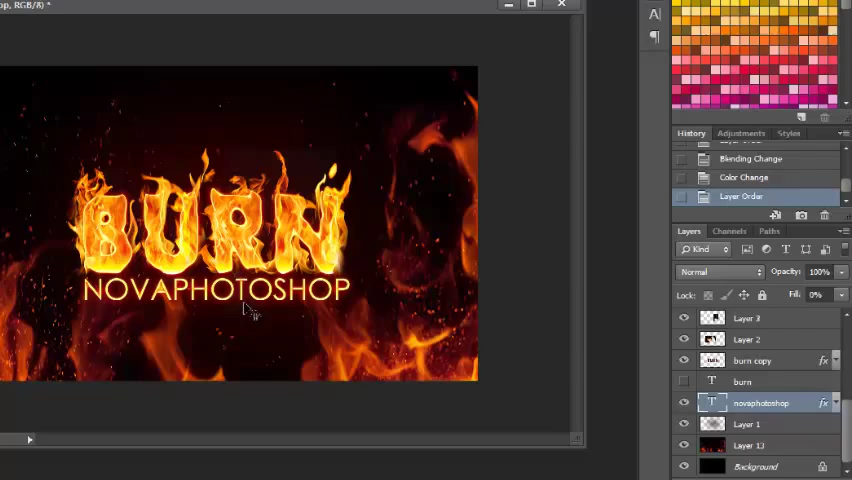 op, RGB/8) *
BURN
NOVAPHOTOSHOP
A|
History Adjustments Styles
Layer Order
Blending Change
Color Change
Layer Order
Layers Channels Paths
Kind T
Normal Opacity: 100%
Lock: Fill: 0%
Layer 3
Layer 2
burn copy fx
T burn
T novaphotoshop fx
Layer 1
Layer 13
Background